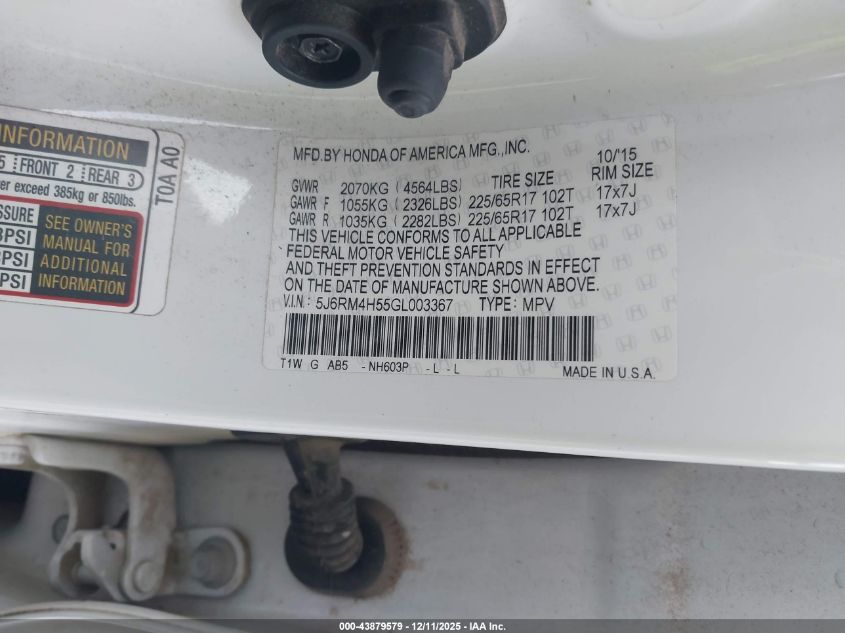 INFORMATION
5 FRONT 2 REAR 3
er exceed 385kg or 850lbs.
SSURE
PSI
PSI
PSI
SEE OWNER'S
MANUAL FOR
ADDITIONAL
INFORMATION
T0A A0
MFD.BY HONDA OF AMERICA MFG.,INC. 10/'15
GVWR 2070KG (4564LBS) TIRE SIZE RIM SIZE
GAWR F 1055KG (2326LBS) 225/65R17 102T 17x7J
GAWR R 1035KG (2282LBS) 225/65R17 102T 17x7J
THIS VEHICLE CONFORMS TO ALL APPLICABLE
FEDERAL MOTOR VEHICLE SAFETY
AND THEFT PREVENTION STANDARDS IN EFFECT
ON THE DATE OF MANUFACTURE SHOWN ABOVE.
V.I.N.: 5J6RM4H55GL003367 TYPE: MPV
T1W G AB5 -NH603P -L -L MADE IN U.S.A.
000-43879579 - 12/11/2025 - IAA Inc.